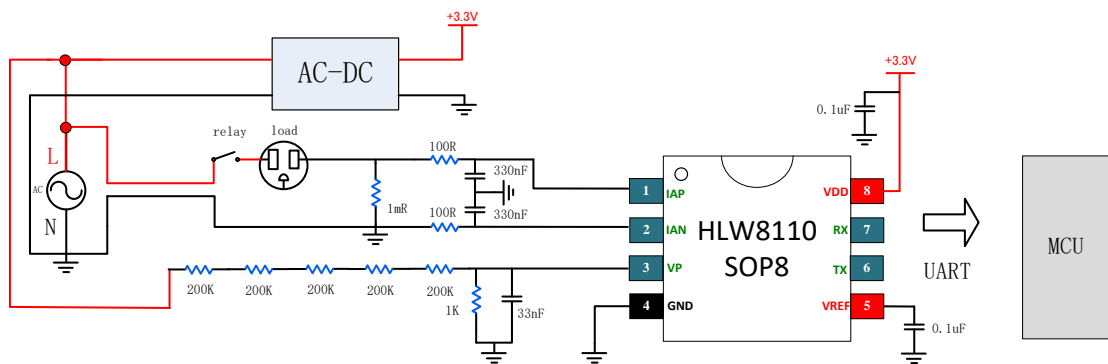 +3.3V
AC-DC
+3.3V
0.1uF
relay
load
100R
L
330nF
1
IAP
VDD
8
AC
1mR
330nF
100R
N
2
IAN
HLW8110
RX
7
MCU
3
VP
SOP8
TX
6
UART
200K
200K
200K
200K
200K
1K
33nF
4
GND
VREF
5
0.1uF